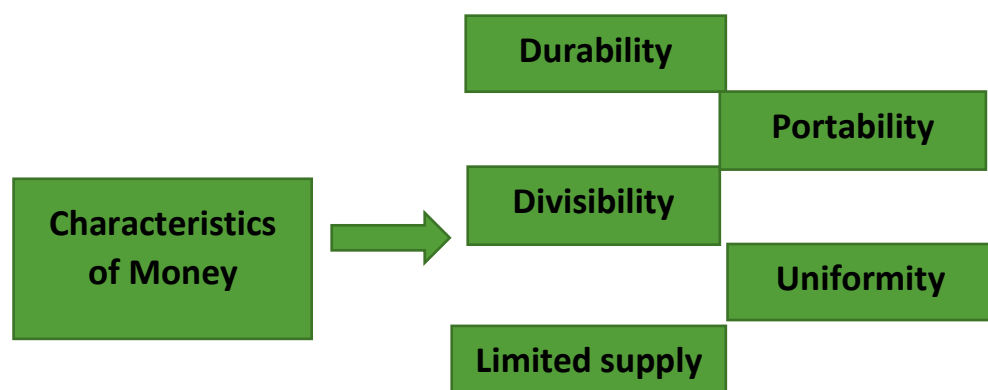 Characteristics
of Money
Durability
Portability
Divisibility
Uniformity
Limited supply